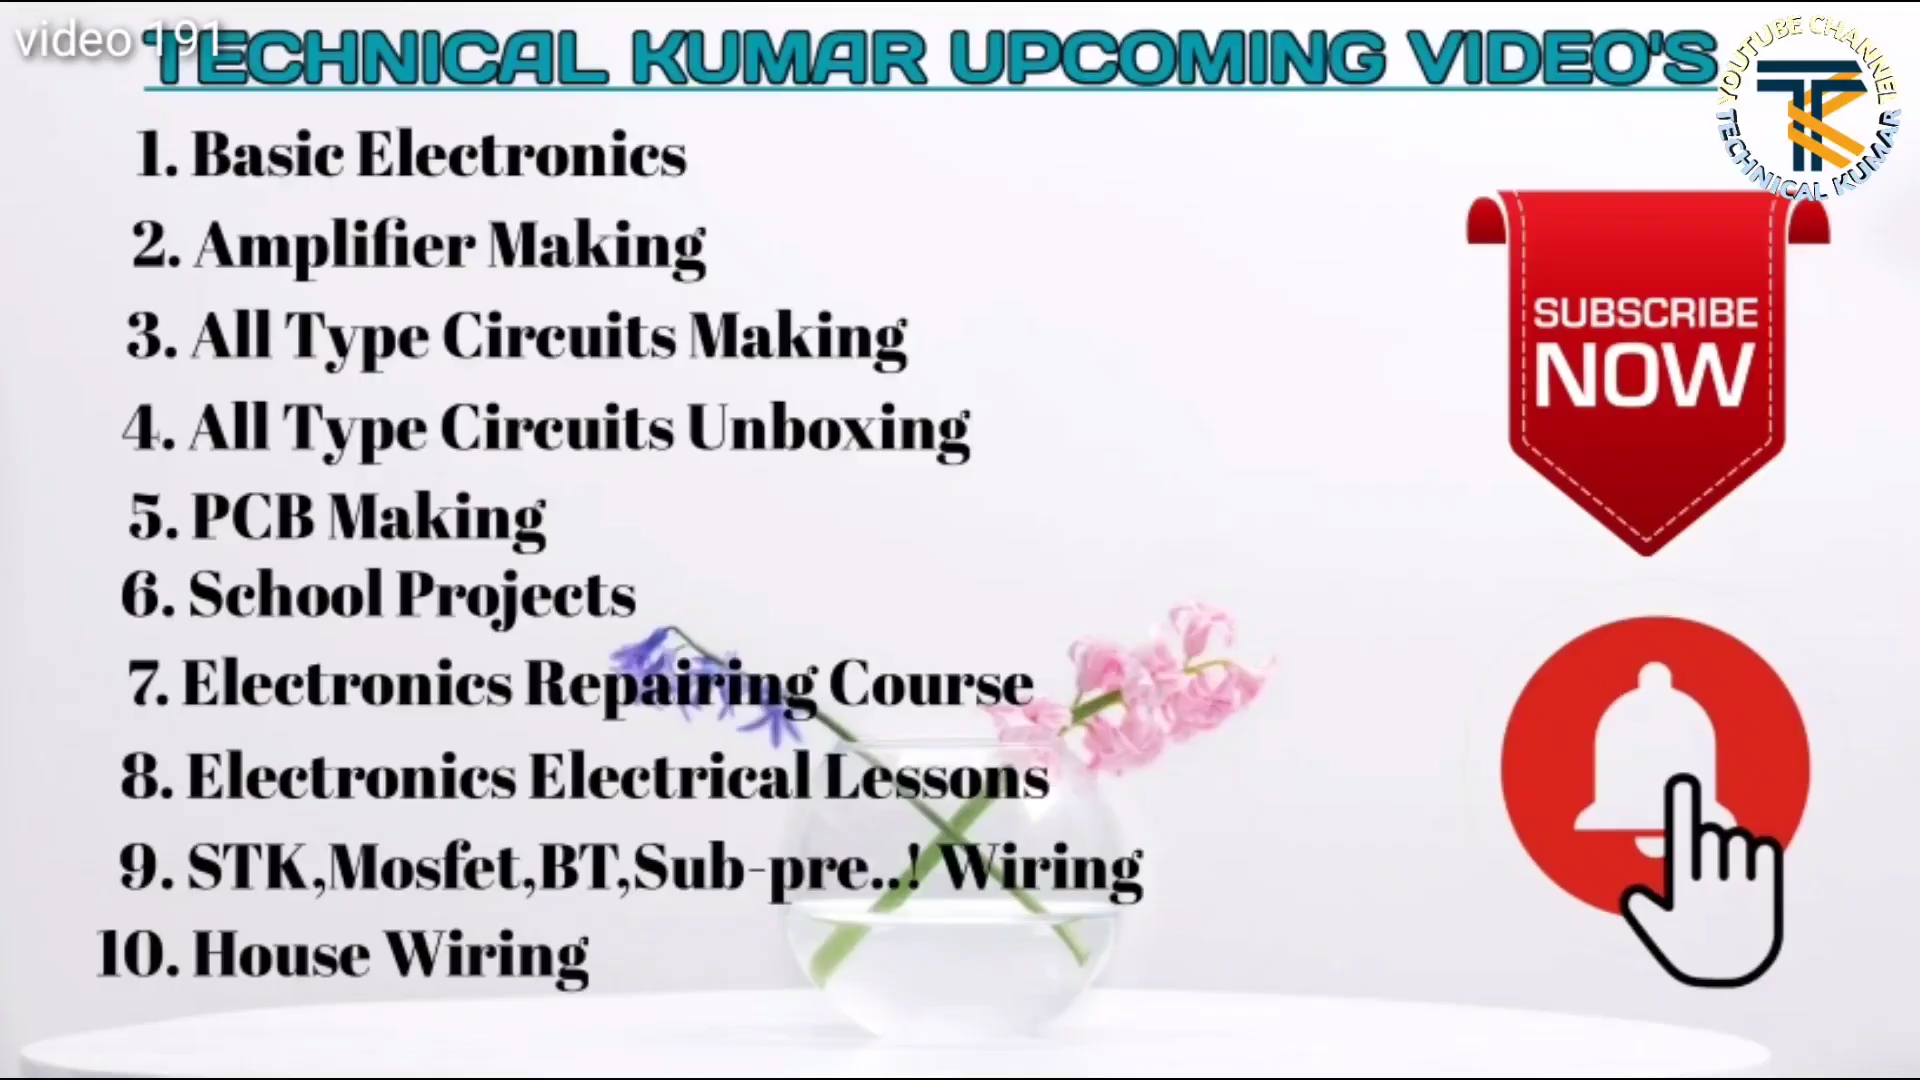 video 191
TECHNICAL KUMAR UPCOMING VIDEO'S
YOUTUBE CHANNEL
TK
TECHNICAL KUMAR
1. Basic Electronics
2. Amplifier Making
3. All Type Circuits Making
4. All Type Circuits Unboxing
5. PCB Making
6. School Projects
7. Electronics Repairing Course
8. Electronics Electrical Lessons
9. STK,Mosfet,BT,Sub-pre..! Wiring
10. House Wiring
SUBSCRIBE
NOW